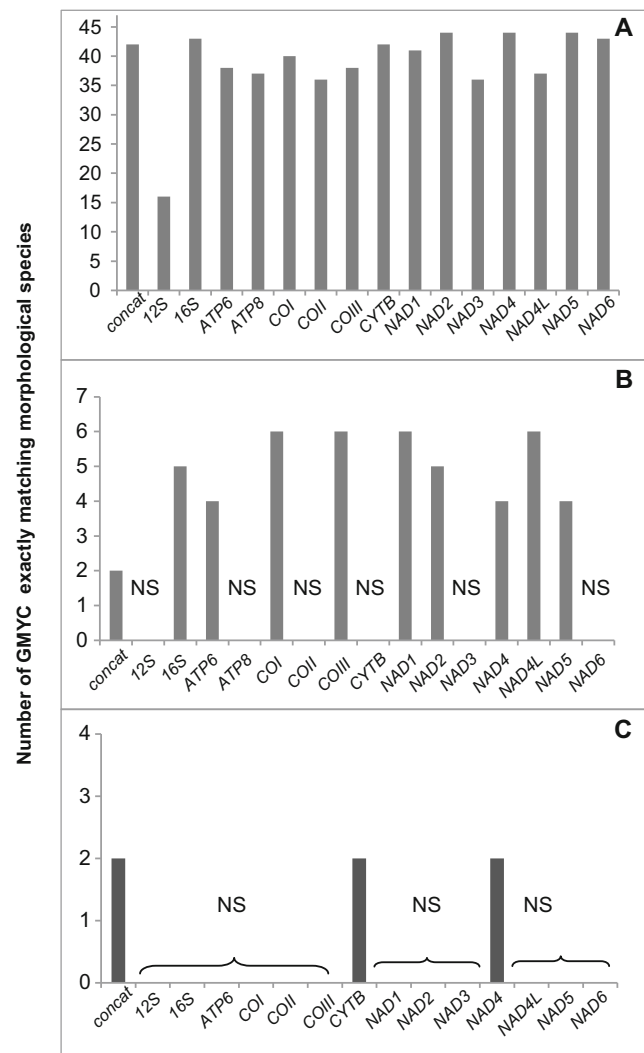 Number of GMYC exactly matching morphological species
A
45
40
35
30
25
20
15
10
5
0
concat 12S 16S ATP6 ATP8 COI COII COIII CYTB NAD1 NAD2 NAD3 NAD4 NAD4L NAD5 NAD6
B
7
6
5
4
3
2
1
0
NS NS NS NS NS NS
concat 12S 16S ATP6 ATP8 COI COII COIII CYTB NAD1 NAD2 NAD3 NAD4 NAD4L NAD5 NAD6
C
4
3
2
1
0
NS NS NS
concat 12S 16S ATP6 COI COII COIII CYTB NAD1 NAD2 NAD3 NAD4 NAD4L NAD5 NAD6